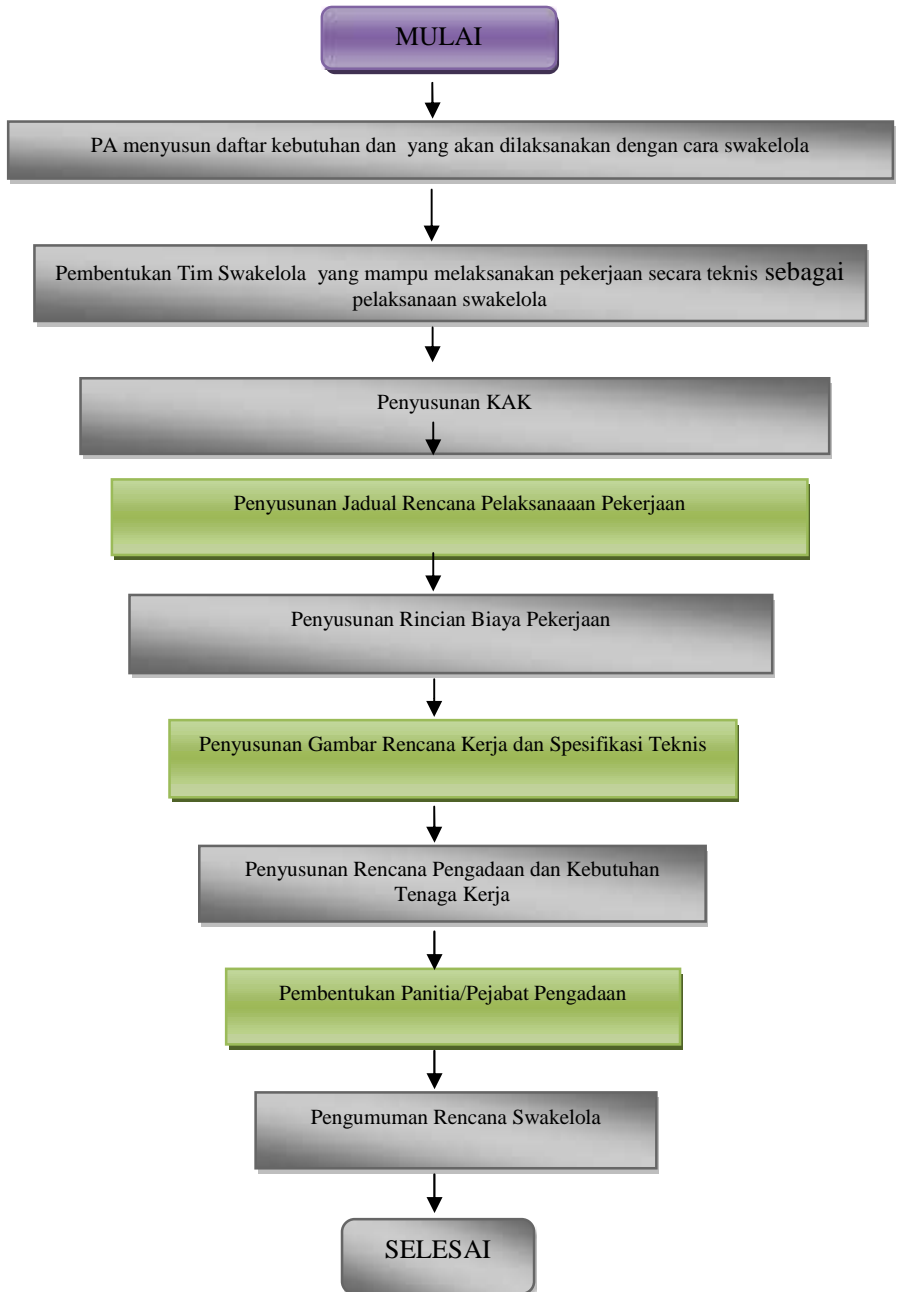 MULAI
PA menyusun daftar kebutuhan dan yang akan dilaksanakan dengan cara swakelola
Pembentukan Tim Swakelola yang mampu melaksanakan pekerjaan secara teknis sebagai
pelaksanaan swakelola
Penyusunan KAK
Penyusunan Jadual Rencana Pelaksanaaan Pekerjaan
Penyusunan Rincian Biaya Pekerjaan
Penyusunan Gambar Rencana Kerja dan Spesifikasi Teknis
Penyusunan Rencana Pengadaan dan Kebutuhan
Tenaga Kerja
Pembentukan Panitia/Pejabat Pengadaan
Pengumuman Rencana Swakelola
SELESAI